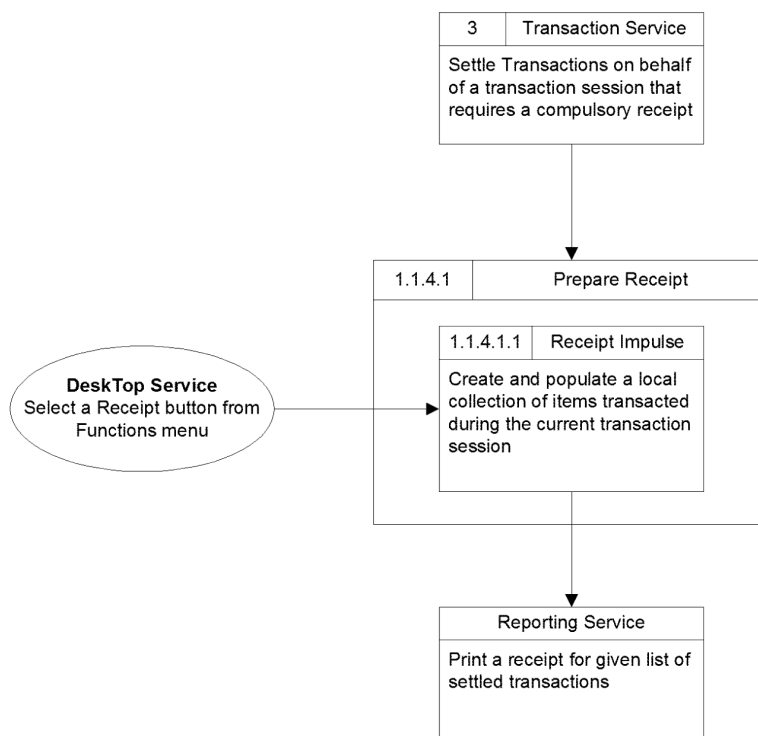 3 Transaction Service
Settle Transactions on behalf
of a transaction session that
requires a compulsory receipt
1.1.4.1 Prepare Receipt
1.1.4.1.1 Receipt Impulse
Create and populate a local
collection of items transacted
during the current transaction
session
DeskTop Service
Select a Receipt button from
Functions menu
Reporting Service
Print a receipt for given list of
settled transactions